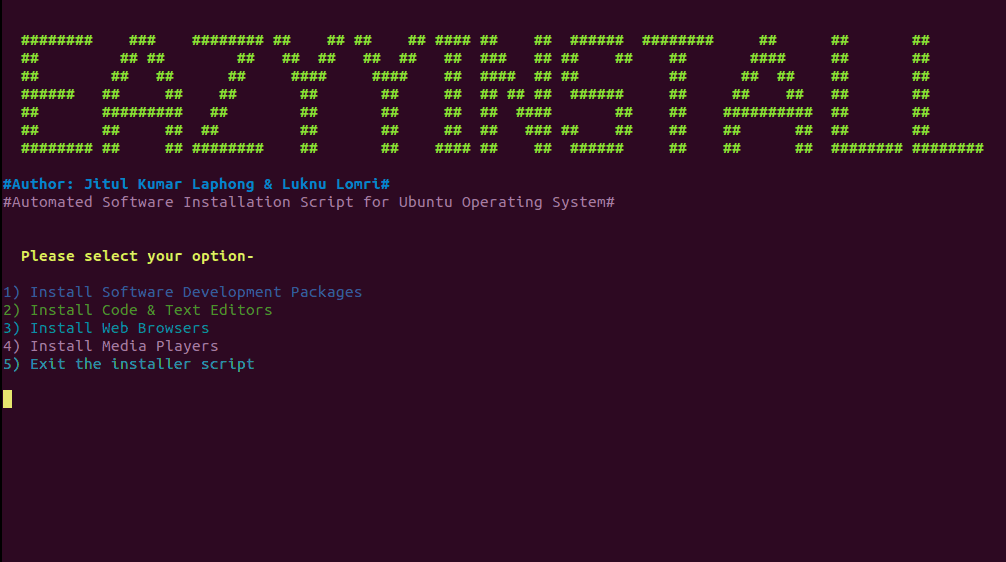 EAZYYINSTALL
#Author: Jitul Kumar Laphong & Luknu Lomri#
#Automated Software Installation Script for Ubuntu Operating System#
Please select your option-
1) Install Software Development Packages
2) Install Code & Text Editors
3) Install Web Browsers
4) Install Media Players
5) Exit the installer script